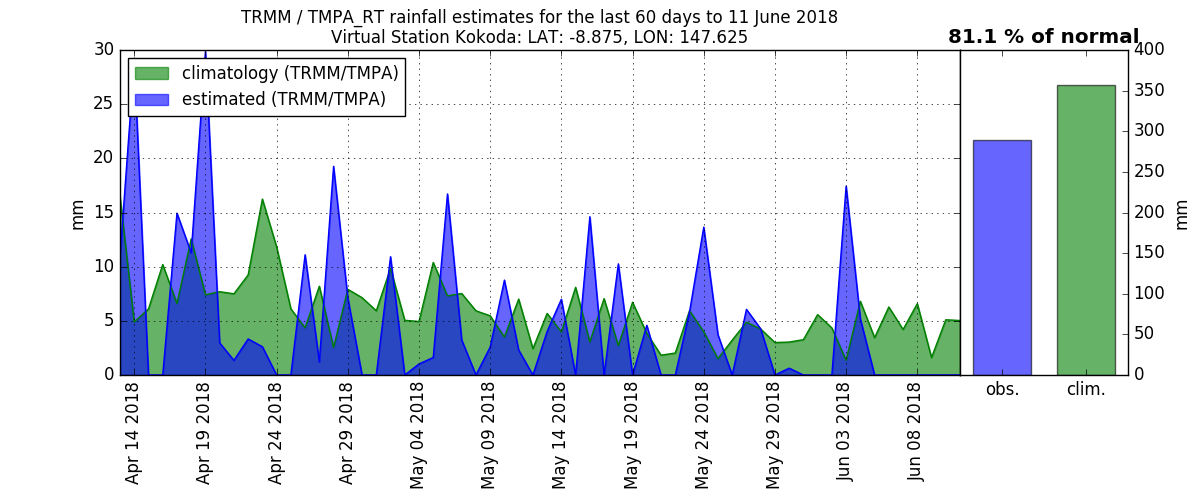 TRMM / TMPA_RT rainfall estimates for the last 60 days to 11 June 2018
Virtual Station Kokoda: LAT: -8.875, LON: 147.625
81.1 % of normal
climatology (TRMM/TMPA)
estimated (TRMM/TMPA)
30
25
20
15
10
5
0
mm
Apr 14 2018
Apr 19 2018
Apr 24 2018
Apr 29 2018
May 04 2018
May 09 2018
May 14 2018
May 19 2018
May 24 2018
May 29 2018
Jun 03 2018
Jun 08 2018
obs.
clim.
400
350
300
250
200
150
100
50
0
mm